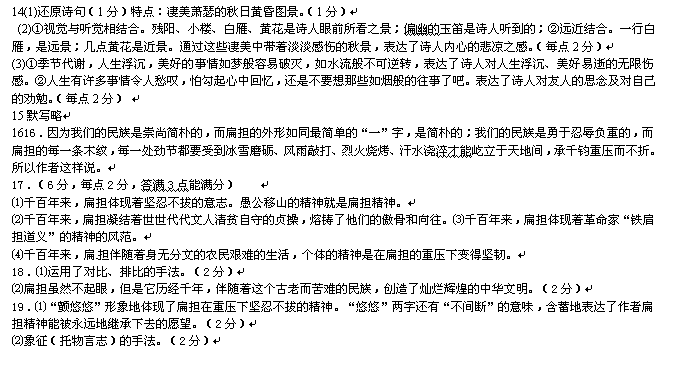 14(1)还原诗句（1分）特点：凄美萧瑟的秋日黄昏图景。（1分）
(2)①视觉与听觉相结合。残阳、小楼、白雁、黄花是诗人眼前所看之景；偏幽的玉笛是诗人听到的；②远近结合。一行白
雁，是远景；几点黄花是近景。通过这些凄美中带着淡淡感伤的秋景，表达了诗人内心的悲凉之感。（每点2分）
(3)①季节代谢，人生浮沉，美好的事情如梦般容易破灭，如水流般不可逆转，表达了诗人对人生浮沉、美好易逝的无限伤
感。②人生有许多事情令人愁叹，怕勾起心中回忆，还是不要想那些如烟般的往事了吧。表达了诗人对友人的思念及对自己
的劝勉。（每点2分）
15默写略
1616．因为我们的民族是崇尚简朴的，而扁担的外形如同最简单的“一”字，是简朴的；我们的民族是勇于忍辱负重的，而
扁担的每一条木纹，每一处劲节都要受到冰雪磨砺、风雨敲打、烈火烧烤、汗水浇淬才能屹立于天地间，承千钧重压而不折。
所以作者这样说。
17．（6分，每点2分，答满3点能满分）
⑴千百年来，扁担体现着坚忍不拔的意志。愚公移山的精神就是扁担精神。
⑵千百年来，扁担凝结着世世代代文人清贫自守的贞操，熔铸了他们的傲骨和向往。⑶千百年来，扁担体现着革命家“铁肩
担道义”的精神的风范。
⑷千百年来，扁担伴随着身无分文的农民艰难的生活，个体的精神是在扁担的重压下变得坚韧。
18．⑴运用了对比、排比的手法。（2分）
⑵扁担虽然不起眼，但是它历经千年，伴随着这个古老而苦难的民族，创造了灿烂辉煌的中华文明。（2分）
19．⑴“颤悠悠”形象地体现了扁担在重压下坚忍不拔的精神。“悠悠”两字还有“不间断”的意味，含蓄地表达了作者扁
担精神能被永远地继承下去的愿望。（2分）
⑵象征（托物言志）的手法。（2分）